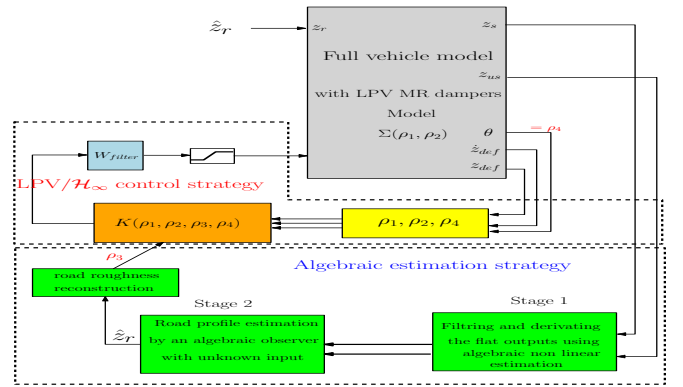 ẑr
zr
zs
Full vehicle model
zus
with LPV MR dampers
Model
Σ(ρ1, ρ2)
θ
= ρ4
żdef
zdef
Wfilter
LPV/H∞ control strategy
K(ρ1, ρ2, ρ3, ρ4)
ρ1, ρ2, ρ4
ρ3
Algebraic estimation strategy
road roughness
reconstruction
Stage 2
Stage 1
ẑr
Road profile estimation
by an algebraic observer
with unknown input
Filtring and derivating
the flat outputs using
algebraic non linear
estimation